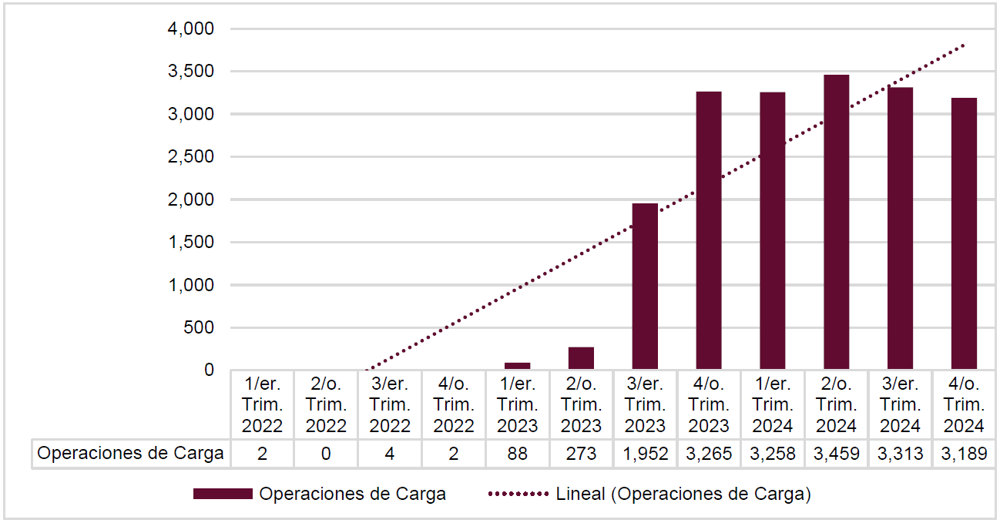 4,000
3,500
3,000
2,500
2,000
1,500
1,000
500
0
1/er. 2/o. 3/er. 4/o. 1/er. 2/o. 3/er. 4/o. 1/er. 2/o. 3/er. 4/o.
Trim. Trim. Trim. Trim. Trim. Trim. Trim. Trim. Trim. Trim. Trim. Trim.
2022 2022 2022 2022 2023 2023 2023 2023 2024 2024 2024 2024
Operaciones de Carga 2 0 4 2 88 273 1,952 3,265 3,258 3,459 3,313 3,189
Operaciones de Carga Lineal (Operaciones de Carga)